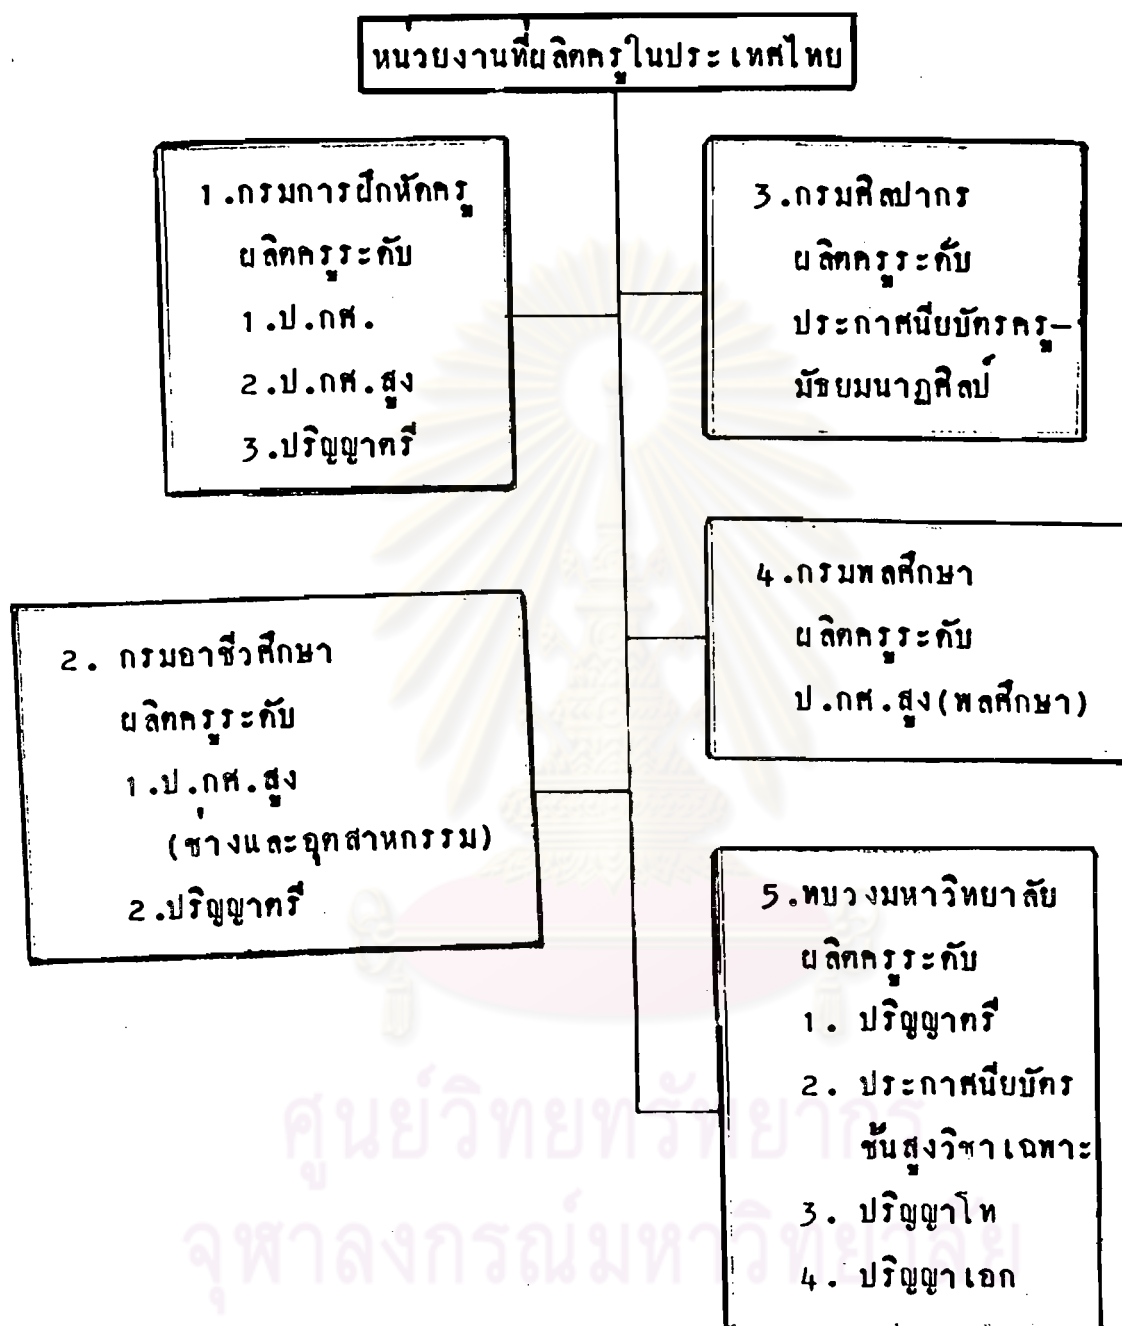 หน่วยงานที่ผลิตครูในประเทศไทย
1.กรมการฝึกหัดครู
ผลิตครูระดับ
1.ป.กศ.
2.ป.กศ.สูง
3.ปริญญาตรี
2. กรมอาชีวศึกษา
ผลิตครูระดับ
1.ป.กศ.สูง
(ช่างและอุตสาหกรรม)
2.ปริญญาตรี
3.กรมศิลปากร
ผลิตครูระดับ
ประกาศนียบัตรครู-
มัธยมนาฏศิลป์
4.กรมพลศึกษา
ผลิตครูระดับ
ป.กศ.สูง(พลศึกษา)
5.ทบวงมหาวิทยาลัย
ผลิตครูระดับ
1. ปริญญาตรี
2. ประกาศนียบัตร
ชั้นสูงวิชาเฉพาะ
3. ปริญญาโท
4. ปริญญาเอก
ศูนย์วิทยทรัพยากร
จุฬาลงกรณ์มหาวิทยาลัย